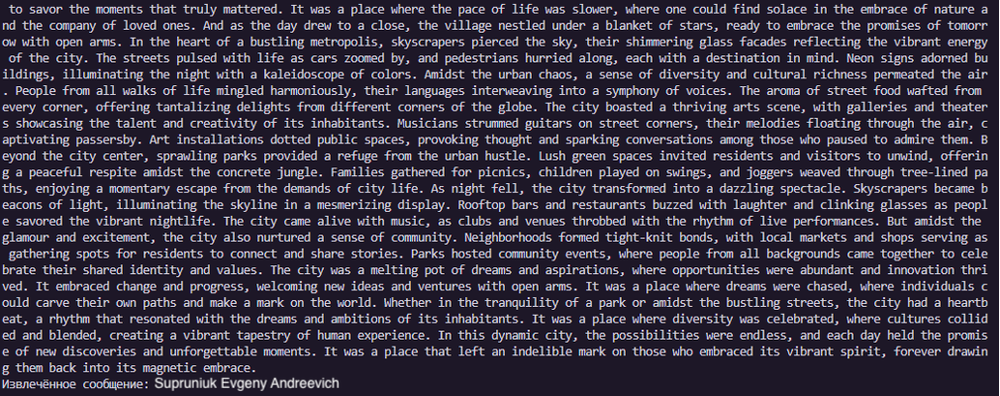 to savor the moments that truly mattered. It was a place where the pace of life was slower, where one could find solace in the embrace of nature a
nd the company of loved ones. And as the day drew to a close, the village nestled under a blanket of stars, ready to embrace the promises of tomorr
ow with open arms. In the heart of a bustling metropolis, skyscrapers pierced the sky, their shimmering glass facades reflecting the vibrant energy
 of the city. The streets pulsed with life as cars zoomed by, and pedestrians hurried along, each with a destination in mind. Neon signs adorned bu
ildings, illuminating the night with a kaleidoscope of colors. Amidst the urban chaos, a sense of diversity and cultural richness permeated the air
. People from all walks of life mingled harmoniously, their languages interweaving into a symphony of voices. The aroma of street food wafted from
every corner, offering tantalizing delights from different corners of the globe. The city boasted a thriving arts scene, with galleries and theater
s showcasing the talent and creativity of its inhabitants. Musicians strummed guitars on street corners, their melodies floating through the air, c
aptivating passersby. Art installations dotted public spaces, provoking thought and sparking conversations among those who paused to admire them. B
eyond the city center, sprawling parks provided a refuge from the urban hustle. Lush green spaces invited residents and visitors to unwind, offerin
g a peaceful respite amidst the concrete jungle. Families gathered for picnics, children played on swings, and joggers weaved through tree-lined pa
ths, enjoying a momentary escape from the demands of city life. As night fell, the city transformed into a dazzling spectacle. Skyscrapers became b
eacons of light, illuminating the skyline in a mesmerizing display. Rooftop bars and restaurants buzzed with laughter and clinking glasses as peopl
e savored the vibrant nightlife. The city came alive with music, as clubs and venues throbbed with the rhythm of live performances. But amidst the
glamour and excitement, the city also nurtured a sense of community. Neighborhoods formed tight-knit bonds, with local markets and shops serving as
 gathering spots for residents to connect and share stories. Parks hosted community events, where people from all backgrounds came together to cele
brate their shared identity and values. The city was a melting pot of dreams and aspirations, where opportunities were abundant and innovation thri
ved. It embraced change and progress, welcoming new ideas and ventures with open arms. It was a place where dreams were chased, where individuals c
ould carve their own paths and make a mark on the world. Whether in the tranquility of a park or amidst the bustling streets, the city had a heartb
eat, a rhythm that resonated with the dreams and ambitions of its inhabitants. It was a place where diversity was celebrated, where cultures collid
ed and blended, creating a vibrant tapestry of human experience. In this dynamic city, the possibilities were endless, and each day held the promis
e of new discoveries and unforgettable moments. It was a place that left an indelible mark on those who embraced its vibrant spirit, forever drawin
g them back into its magnetic embrace.
Извлечённое сообщение: Supruniuk Evgeny Andreevich